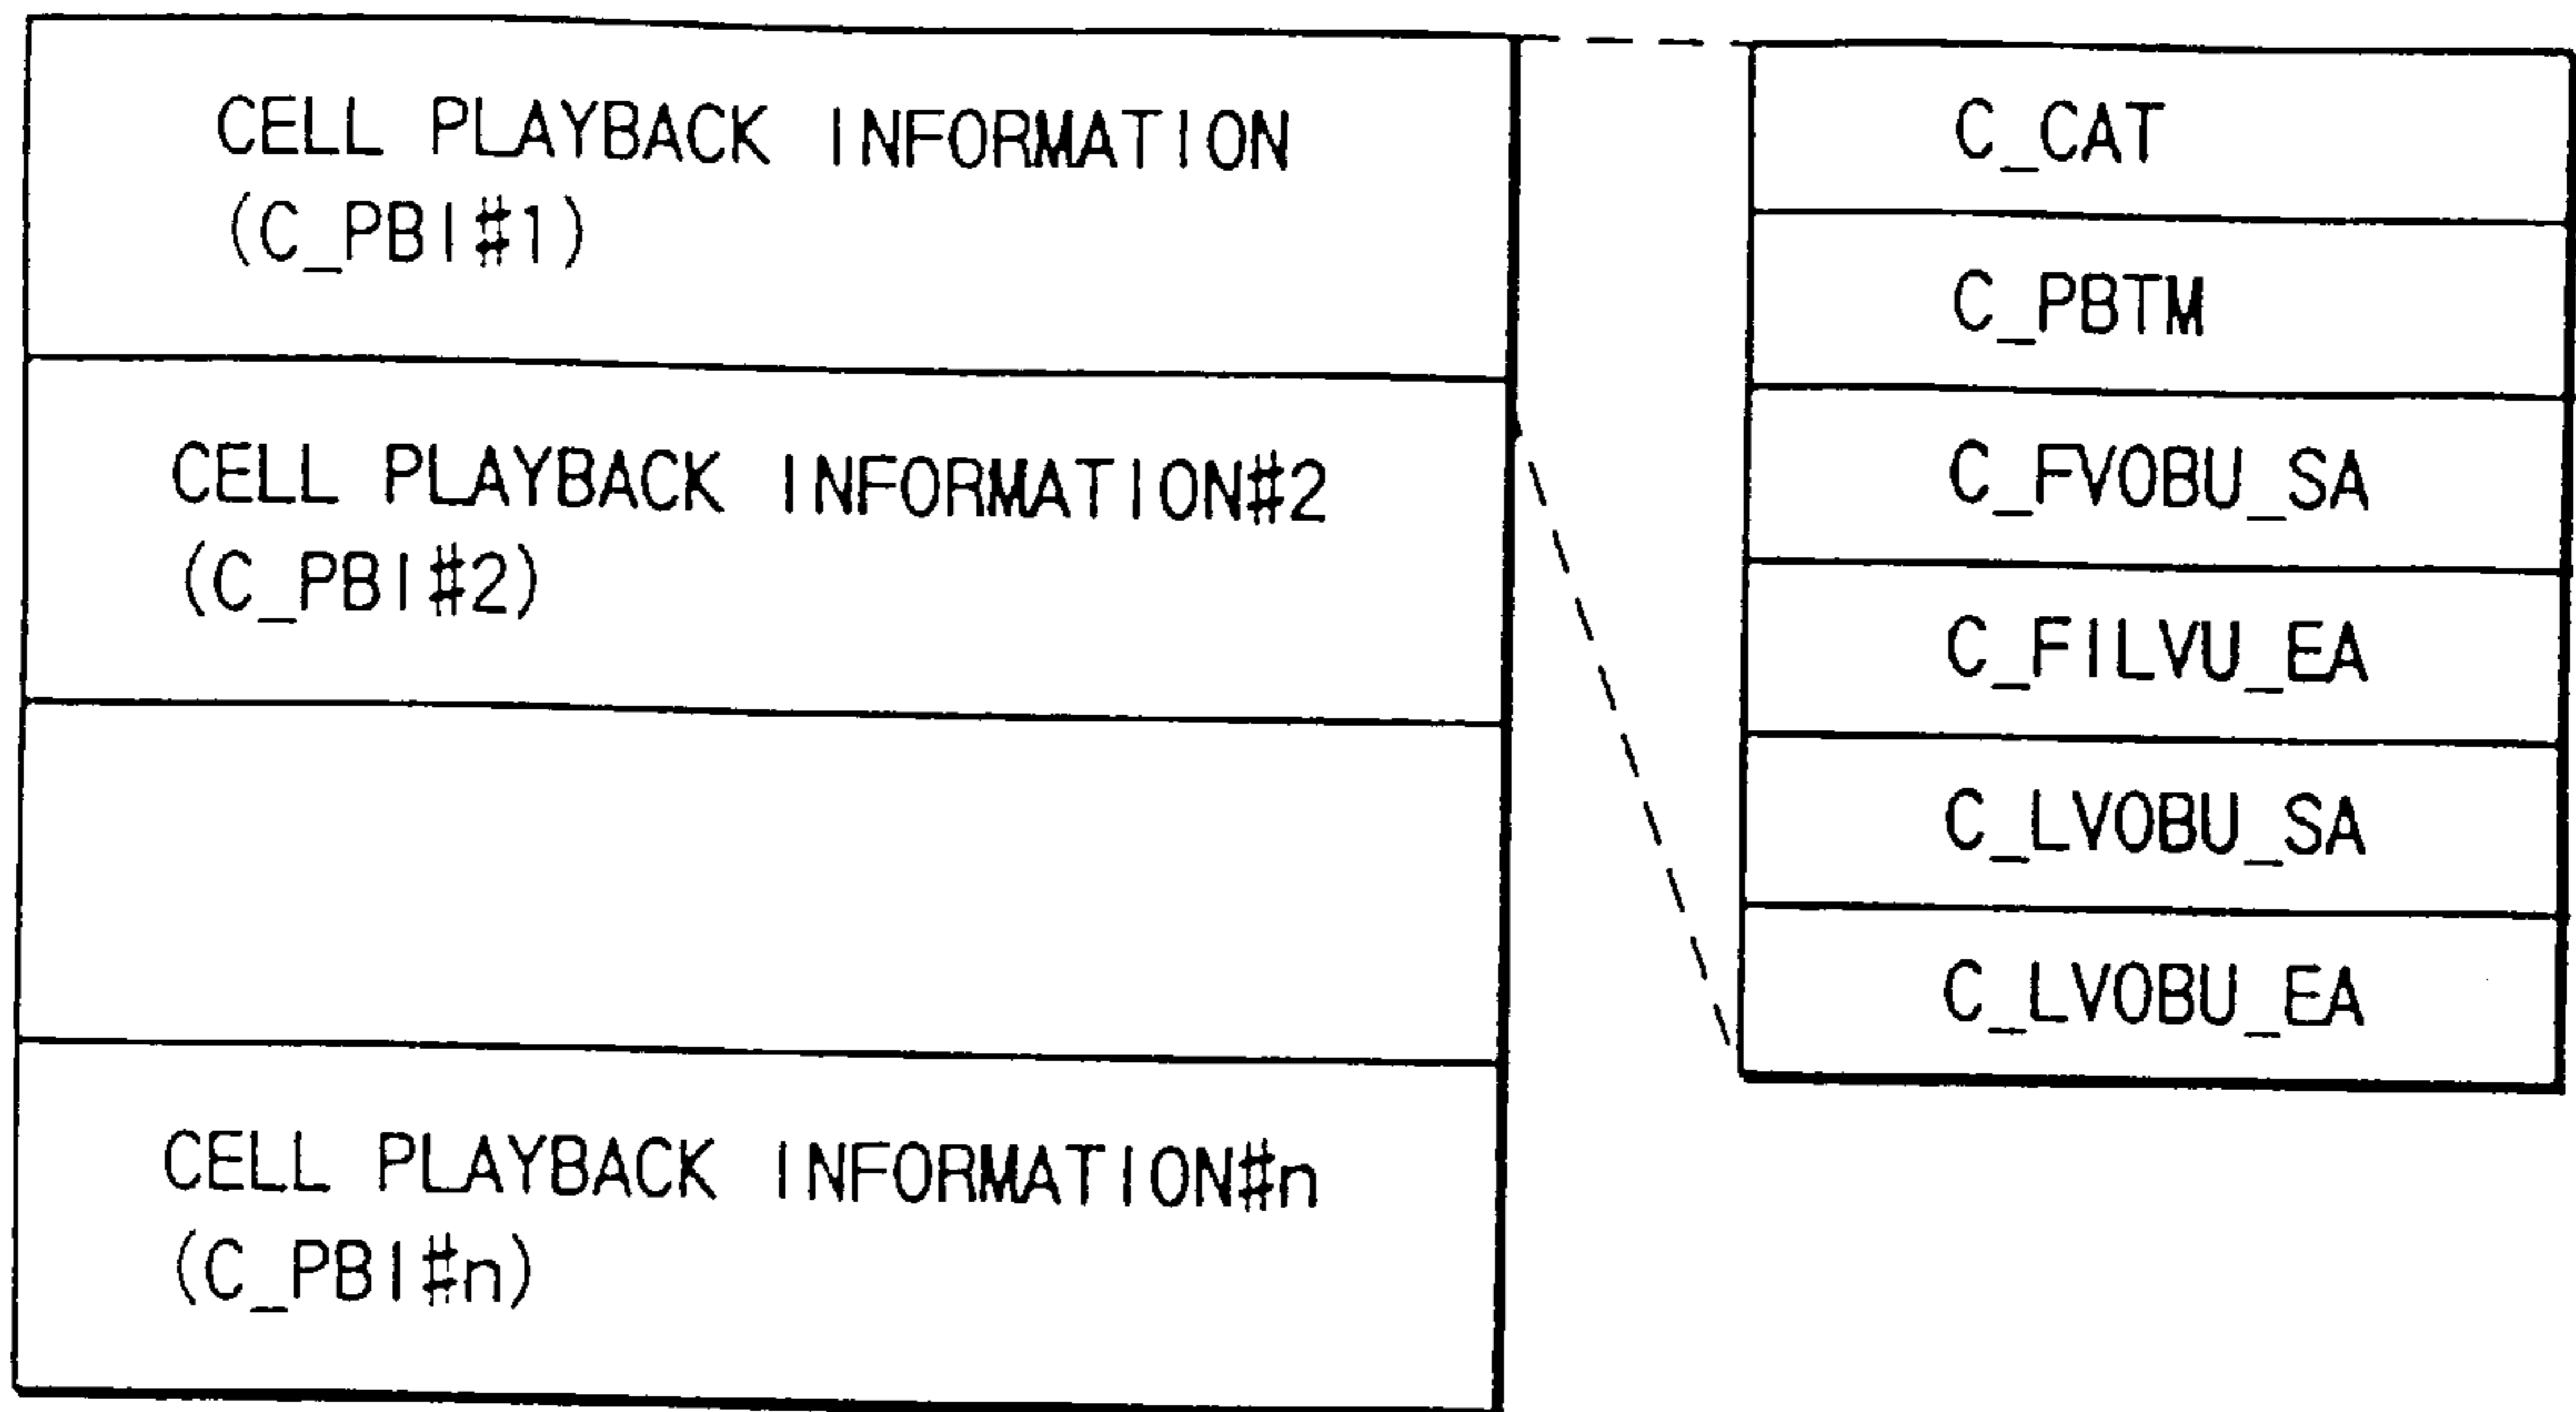 CELL PLAYBACK INFORMATION
(C_PBI#1)
CELL PLAYBACK INFORMATION#2
(C_PBI#2)
CELL PLAYBACK INFORMATION#n
(C_PBI#n)
C_CAT
C_PBTM
C_FVOBU_SA
C_FILVU_EA
C_LVOBU_SA
C_LVOBU_EA